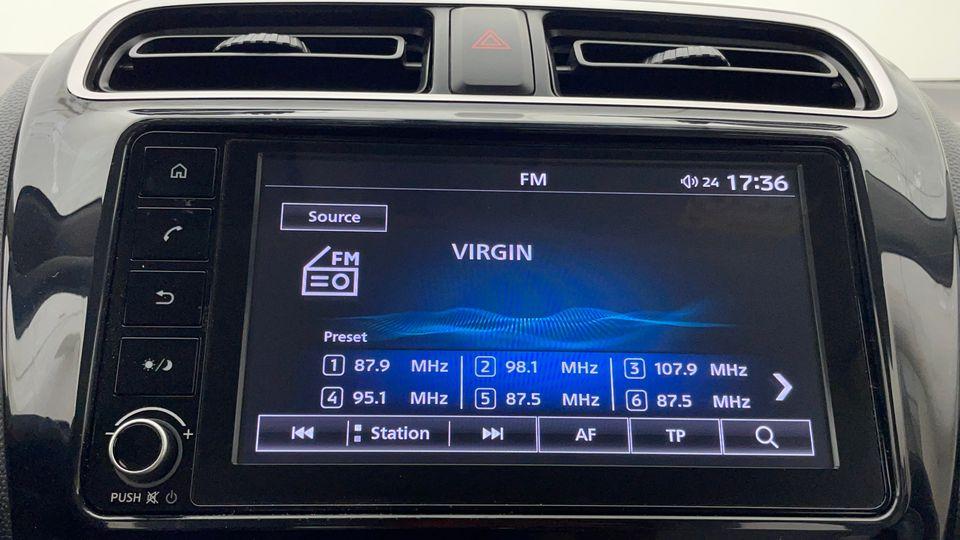 FM 24 17:36
Source
FM
VIRGIN
Preset
1 87.9 MHz 2 98.1 MHz 3 107.9 MHz
4 95.1 MHz 5 87.5 MHz 6 87.5 MHz
Station AF TP
- +
PUSH